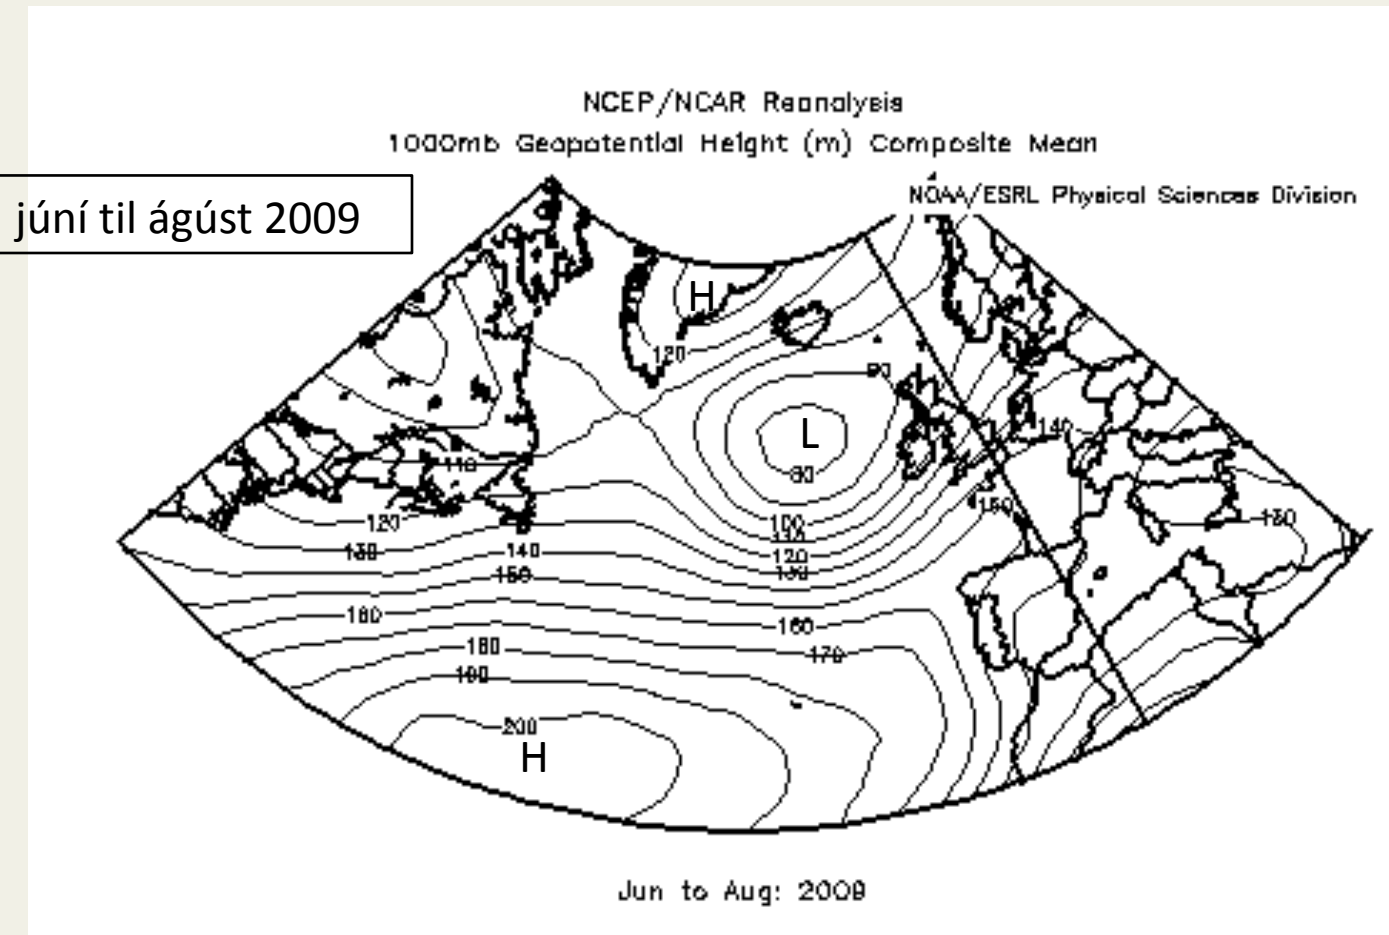 NCEP/NCAR Reanalysis
1000mb Geopotential Height (m) Composite Mean
NOAA/ESRL Physical Sciences Division
júní til ágúst 2009
H
120
90
L
80
140
110
150
100
110
120
130
120
130
140
150
130
160
160
180
170
190
200
H
Jun to Aug: 2009